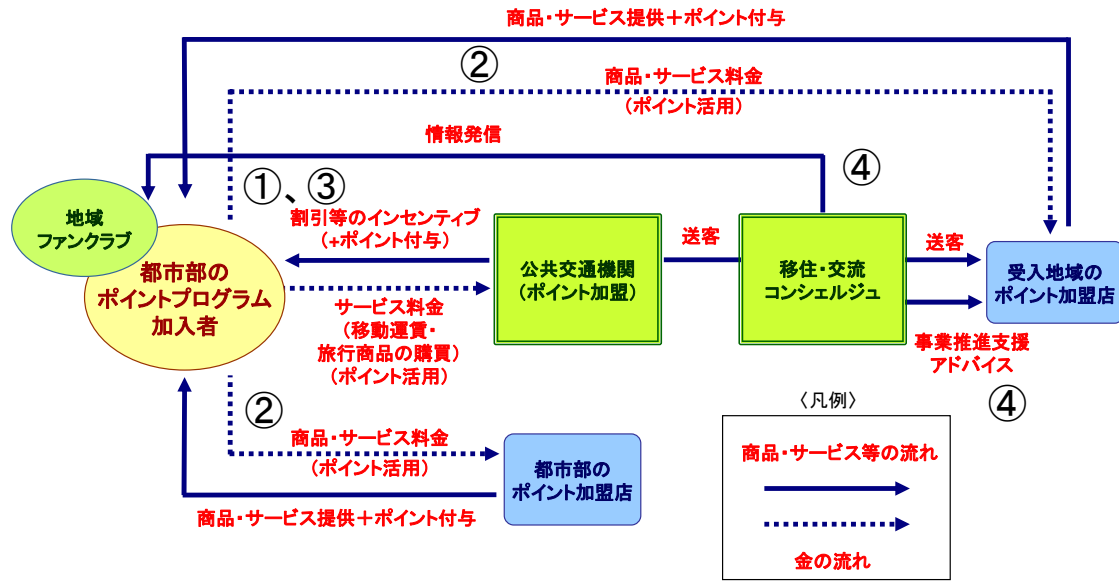 商品・サービス提供＋ポイント付与
②
商品・サービス料金
(ポイント活用)
情報発信
①、③
④
地域
ファンクラブ
割引等のインセンティブ
(+ポイント付与)
送客
送客
都市部の
ポイントプログラム
加入者
公共交通機関
(ポイント加盟)
移住・交流
コンシェルジュ
受入地域の
ポイント加盟店
サービス料金
(移動運賃・
旅行商品の購買)
(ポイント活用)
事業推進支援
アドバイス
④
②
商品・サービス料金
(ポイント活用)
都市部の
ポイント加盟店
商品・サービス提供＋ポイント付与
〈凡例〉
商品・サービス等の流れ
金の流れ